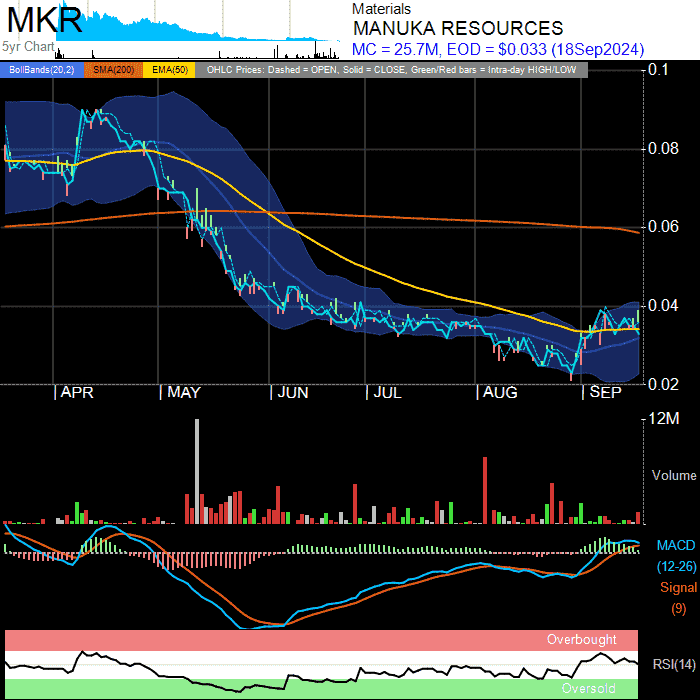 MKR
5yr Chart
Materials
MANUKA RESOURCES
MC = 25.7M, EOD = $0.033 (18Sep2024)
BollBands(20,2) SMA(200) EMA(50) OHLC Prices: Dashed = OPEN, Solid = CLOSE, Green/Red bars = Intra-day HIGH/LOW
0.1
0.08
0.06
0.04
0.02
APR MAY JUN JUL AUG SEP
12M
Volume
MACD
(12-26)
Signal
(9)
Overbought
RSI(14)
Oversold